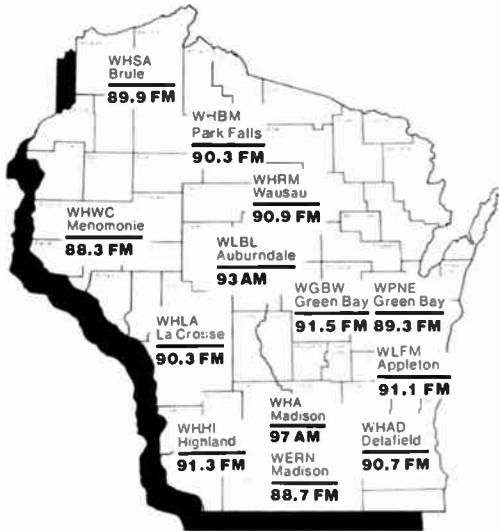 WHSA
Brule
89.9 FM
WHBM
Park Falls
90.3 FM
WHRM
Wausau
90.9 FM
WHWC
Menomonie
88.3 FM
WLBL
Auburndale
93 AM
WGBW
Green Bay
91.5 FM
WPNE
Green Bay
89.3 FM
WHLA
La Crosse
90.3 FM
WLFM
Appleton
91.1 FM
WHA
Madison
97 AM
WHHI
Highland
91.3 FM
WERN
Madison
88.7 FM
WHAD
Delafield
90.7 FM